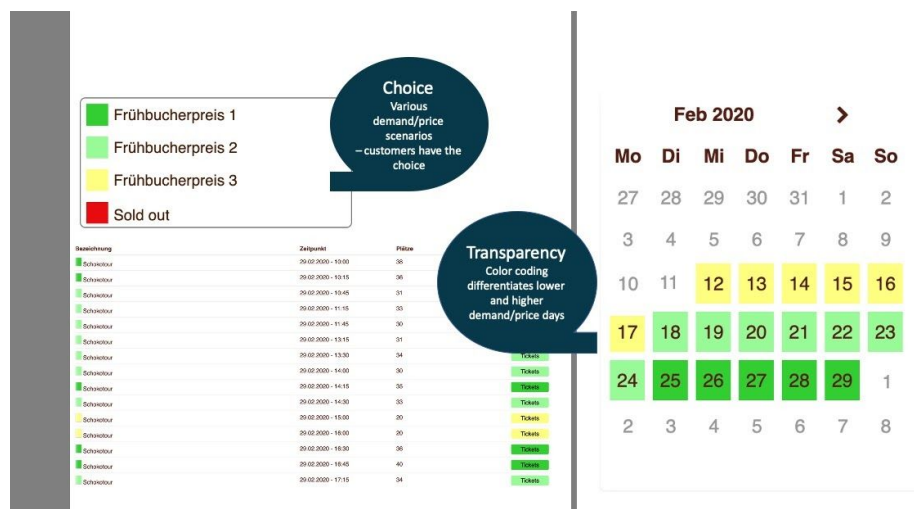 Choice
Various
demand/price
scenarios
– customers have the
choice
Frühbucherpreis 1
Frühbucherpreis 2
Frühbucherpreis 3
Sold out
Transparency
Color coding
differentiates lower
and higher
demand/price days
Bezeichnung Zeitpunkt Plätze
Schokotour 29.02.2020 - 10:00 38
Schokotour 29.02.2020 - 10:15 36
Schokotour 29.02.2020 - 10:45 31
Schokotour 29.02.2020 - 11:15 33
Schokotour 29.02.2020 - 11:45 30
Schokotour 29.02.2020 - 13:15 31
Schokotour 29.02.2020 - 13:30 34 Tickets
Schokotour 29.02.2020 - 14:00 30 Tickets
Schokotour 29.02.2020 - 14:15 35 Tickets
Schokotour 29.02.2020 - 14:30 33 Tickets
Schokotour 29.02.2020 - 15:00 20 Tickets
Schokotour 29.02.2020 - 16:00 20 Tickets
Schokotour 29.02.2020 - 16:30 36 Tickets
Schokotour 29.02.2020 - 16:45 40 Tickets
Schokotour 29.02.2020 - 17:15 34 Tickets
Feb 2020
Mo Di Mi Do Fr Sa So
27 28 29 30 31 1 2
3 4 5 6 7 8 9
10 11 12 13 14 15 16
17 18 19 20 21 22 23
24 25 26 27 28 29 1
2 3 4 5 6 7 8